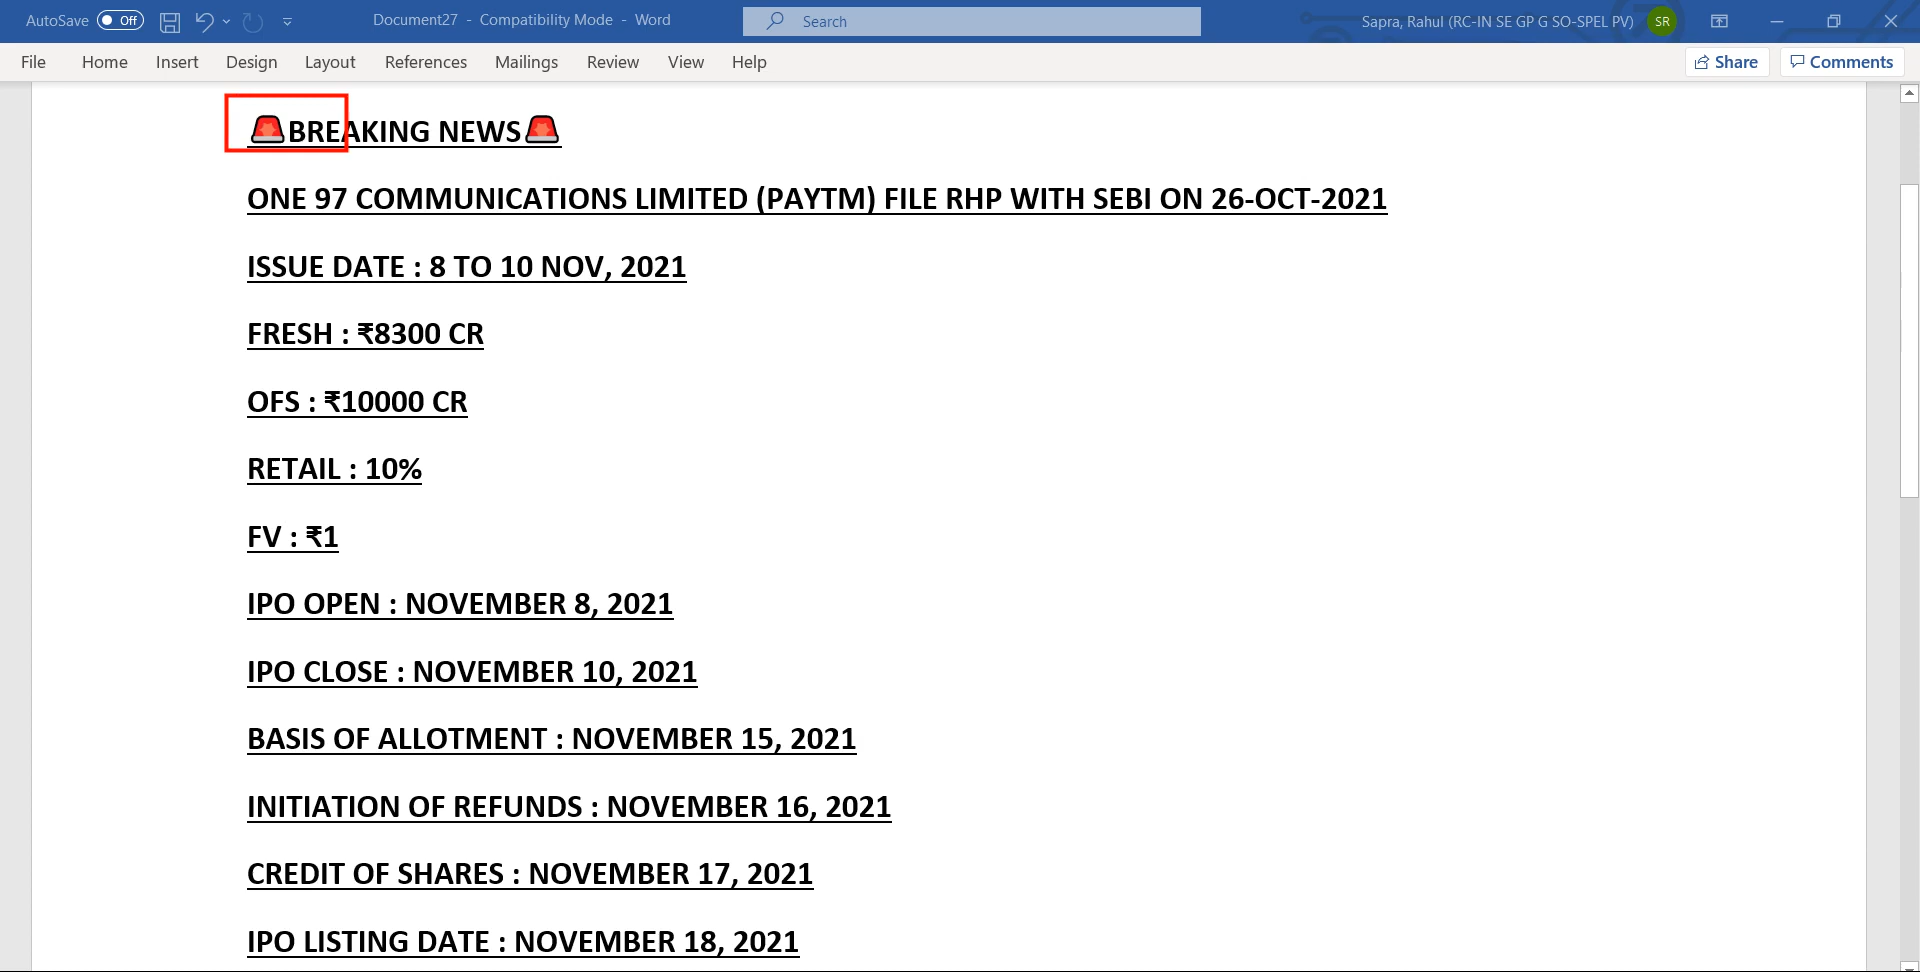 AutoSave Off Document27 - Compatibility Mode - Word Search Sapra, Rahul (RC-IN SE GP G SO-SPEL PV) SR
File Home Insert Design Layout References Mailings Review View Help Share Comments
🚨BREAKING NEWS🚨
ONE 97 COMMUNICATIONS LIMITED (PAYTM) FILE RHP WITH SEBI ON 26-OCT-2021
ISSUE DATE : 8 TO 10 NOV, 2021
FRESH : ₹8300 CR
OFS : ₹10000 CR
RETAIL : 10%
FV : ₹1
IPO OPEN : NOVEMBER 8, 2021
IPO CLOSE : NOVEMBER 10, 2021
BASIS OF ALLOTMENT : NOVEMBER 15, 2021
INITIATION OF REFUNDS : NOVEMBER 16, 2021
CREDIT OF SHARES : NOVEMBER 17, 2021
IPO LISTING DATE : NOVEMBER 18, 2021